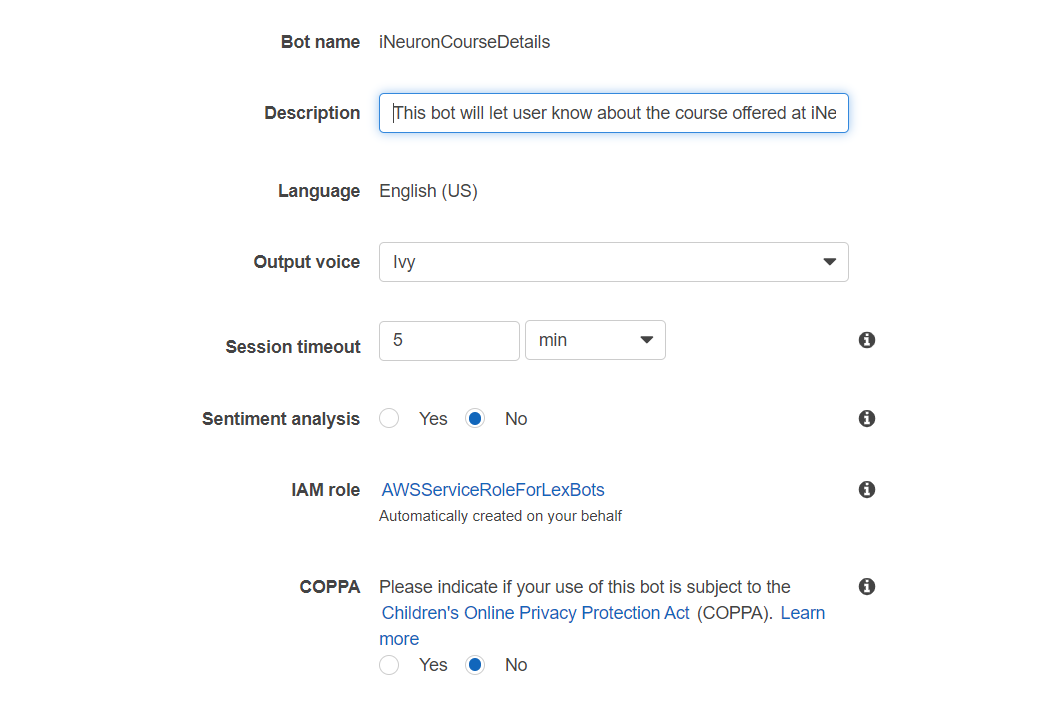 Bot name iNeuronCourseDetails
Description This bot will let user know about the course offered at iNe
Language English (US)
Output voice Ivy
Session timeout 5 min
Sentiment analysis Yes No
IAM role AWSServiceRoleForLexBots
Automatically created on your behalf
COPPA Please indicate if your use of this bot is subject to the
Children's Online Privacy Protection Act (COPPA). Learn
more
Yes No